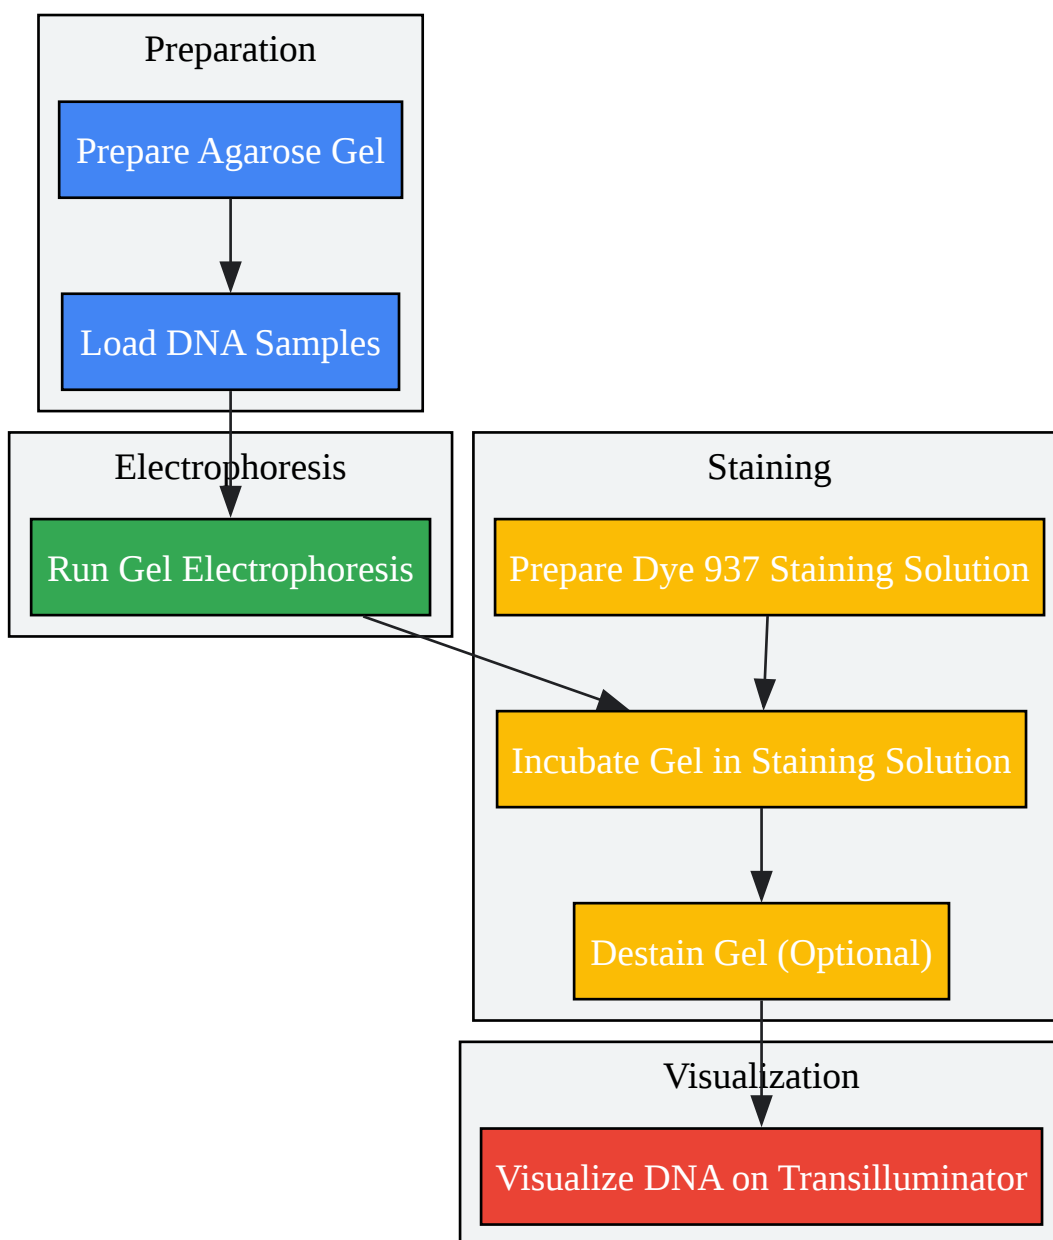 Preparation
Prepare Agarose Gel
Load DNA Samples
Electrophoresis
Run Gel Electrophoresis
Staining
Prepare Dye 937 Staining Solution
Incubate Gel in Staining Solution
Destain Gel (Optional)
Visualization
Visualize DNA on Transilluminator